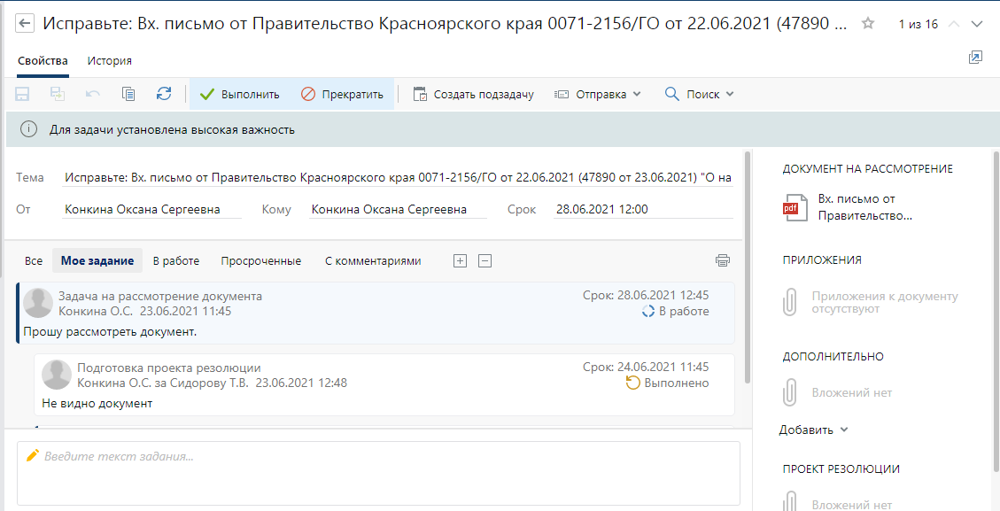 Исправьте: Вх. письмо от Правительство Красноярского края 0071-2156/ГО от 22.06.2021 (47890 ...
1 из 16
Свойства История
Выполнить Прекратить Создать подзадачу Отправка Поиск
Для задачи установлена высокая важность
Тема Исправьте: Вх. письмо от Правительство Красноярского края 0071-2156/ГО от 22.06.2021 (47890 от 23.06.2021) "О на
От Конкина Оксана Сергеевна Кому Конкина Оксана Сергеевна Срок 28.06.2021 12:00
Все Мое задание В работе Просроченные С комментариями
Задача на рассмотрение документа Срок: 28.06.2021 12:45
Конкина О.С. 23.06.2021 11:45 В работе
Прошу рассмотреть документ.
Подготовка проекта резолюции Срок: 24.06.2021 11:45
Конкина О.С. за Сидорову Т.В. 23.06.2021 12:48 Выполнено
Не видно документ
Введите текст задания...
ДОКУМЕНТ НА РАССМОТРЕНИЕ
pdf
Вх. письмо от
Правительство...
ПРИЛОЖЕНИЯ
Приложения к документу
отсутствуют
ДОПОЛНИТЕЛЬНО
Вложений нет
Добавить
ПРОЕКТ РЕЗОЛЮЦИИ
Вложений нет